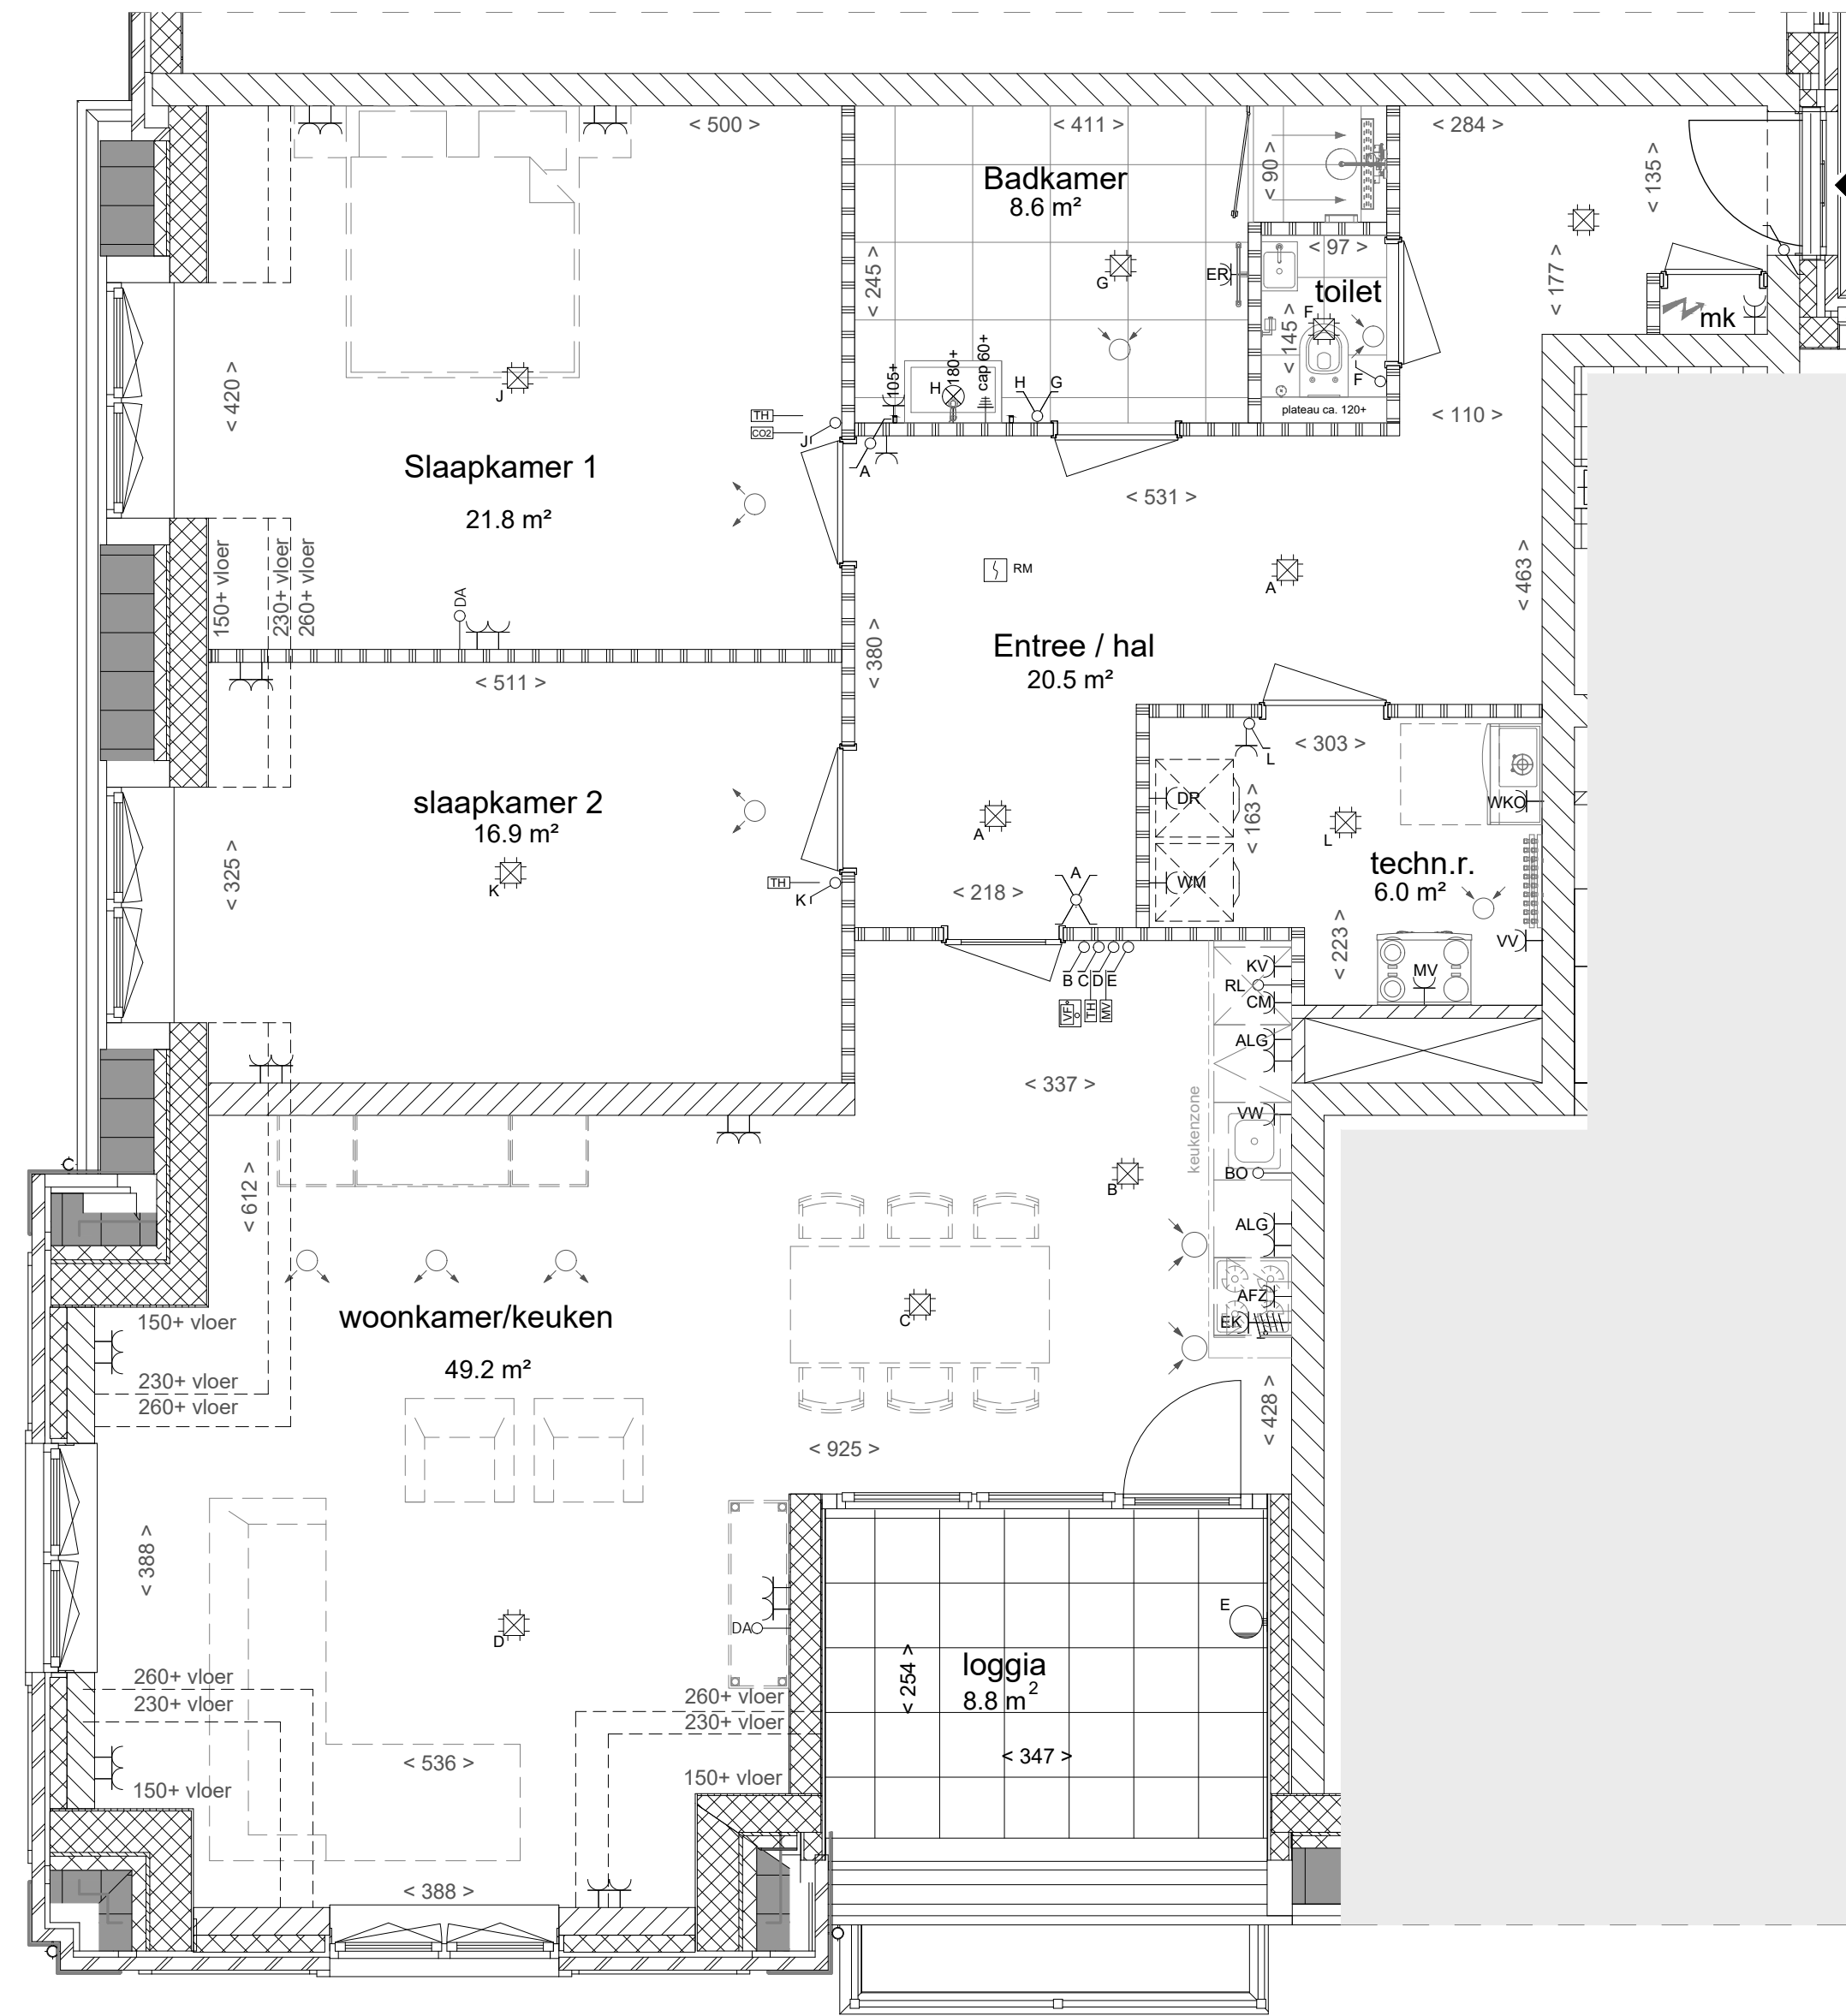 < 500 >
< 411 >
< 284 >
< 90 >
< 135 >
Badkamer
8.6 m²
< 97 >
toilet
< 245 >
G
ER
F
< 145 >
F
plateau ca. 120+
< 177 >
mk
< 420 >
J
105+
H
180+
cap 60+
H
G
< 110 >
TH
CO2
J
A
Slaapkamer 1
21.8 m²
< 531 >
150+ vloer
230+ vloer
260+ vloer
DA
RM
A
< 463 >
< 380 >
Entree / hal
20.5 m²
< 511 >
< 303 >
L
slaapkamer 2
16.9 m²
DR
< 163 >
WKO
A
L
< 325 >
K
TH
K
WM
techn.r.
6.0 m²
< 218 >
A
< 223 >
VV
MV
B
C
D
E
VF
TH
MV
KV
RL
CM
ALG
< 337 >
keukenzone
VW
BO
B
< 612 >
ALG
woonkamer/keuken
49.2 m²
C
AFZ
EK
150+ vloer
230+ vloer
260+ vloer
< 428 >
< 925 >
< 388 >
D
DA
E
< 254 >
loggia
8.8 m²
< 347 >
260+ vloer
230+ vloer
260+ vloer
230+ vloer
< 536 >
150+ vloer
150+ vloer
< 388 >